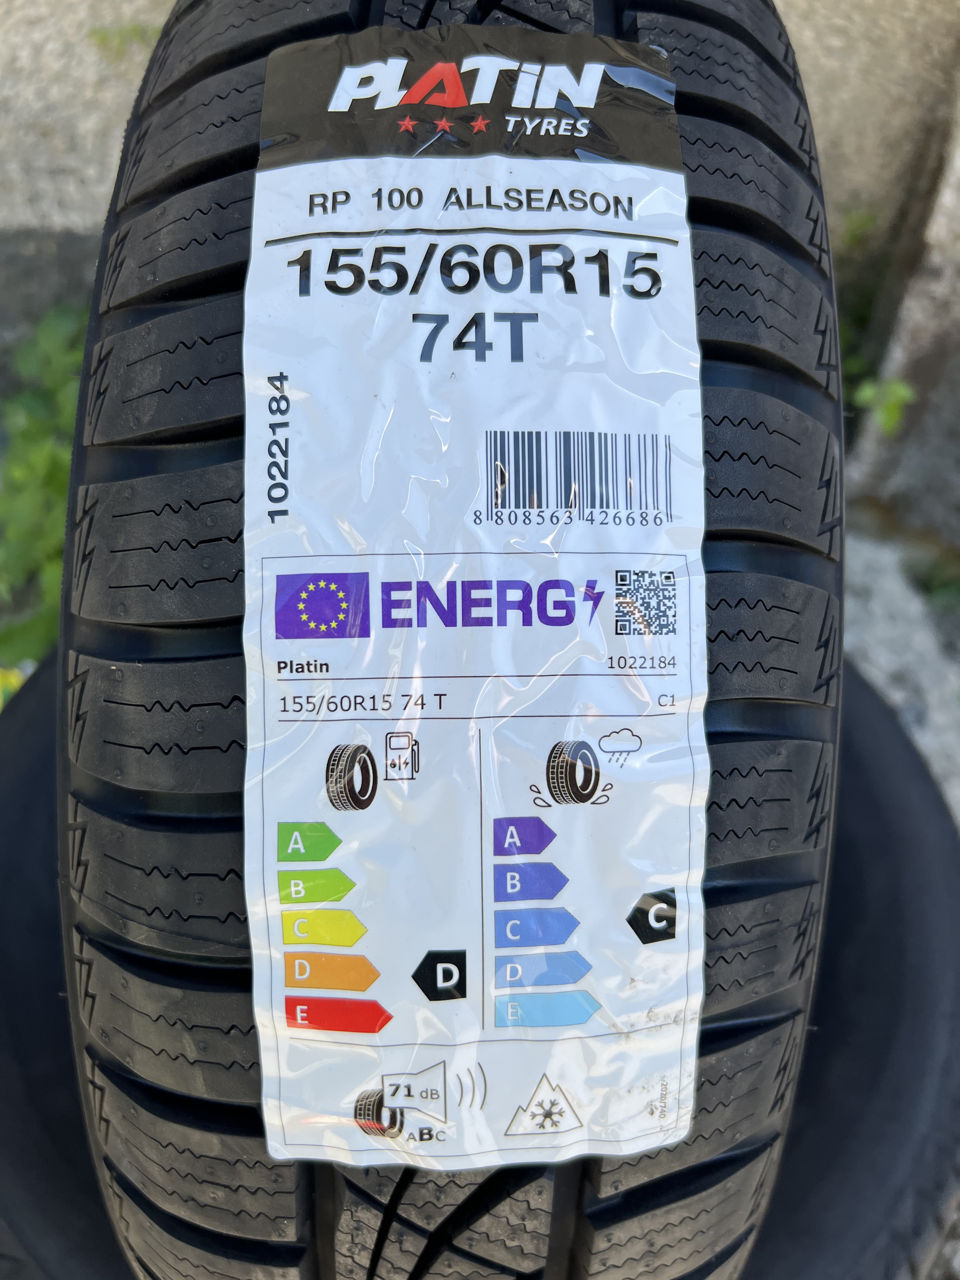 PLATIN
TYRES
RP 100 ALLSEASON
155/60R15
74T
1022184
8 808563 426686
ENERG
Platin 1022184
155/60R15 74 T C1
A
B
C
D
E
D
A
B
C
D
E
C
71 dB
ABC